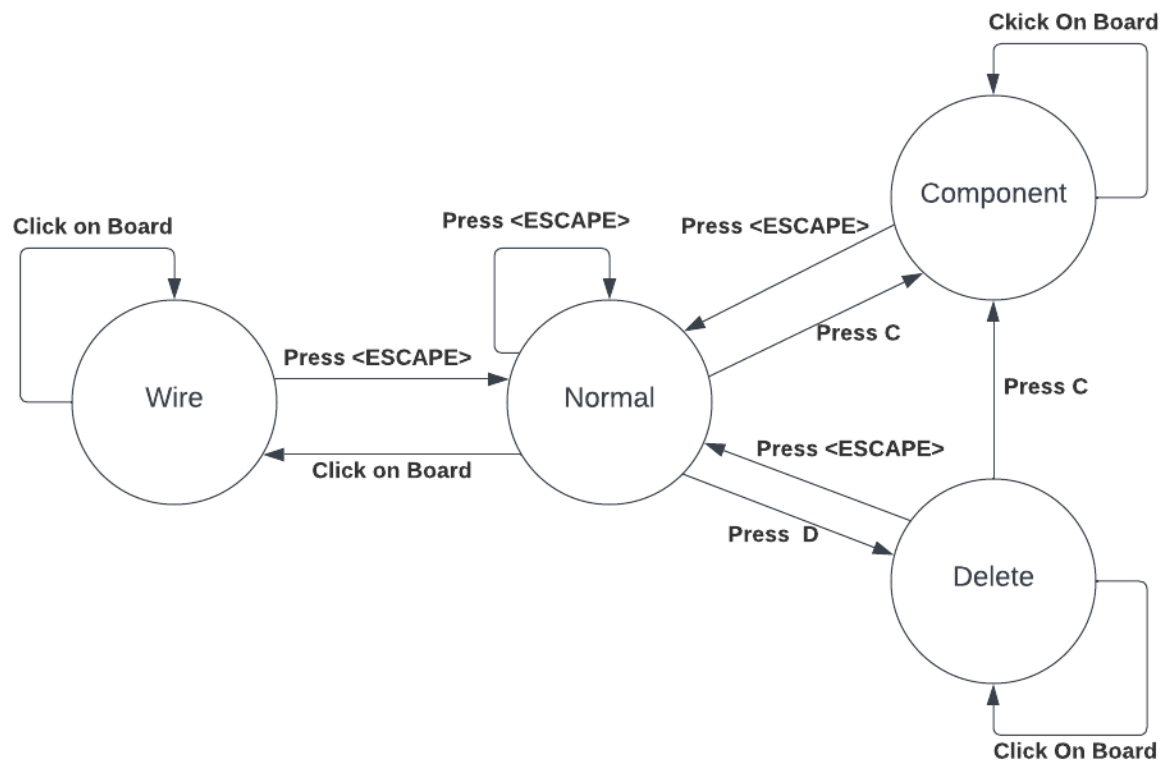 Ckick On Board
Component
Click on Board
Press <ESCAPE>
Press <ESCAPE>
Press C
Press <ESCAPE>
Wire
Normal
Press C
Click on Board
Press <ESCAPE>
Press  D
Delete
Click On Board